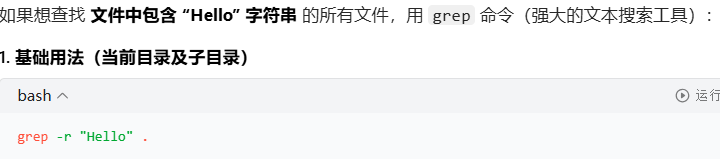 如果想查找 文件中包含 “Hello” 字符串 的所有文件，用 grep 命令（强大的文本搜索工具）：
1. 基础用法（当前目录及子目录）
bash
运行
grep -r "Hello" .